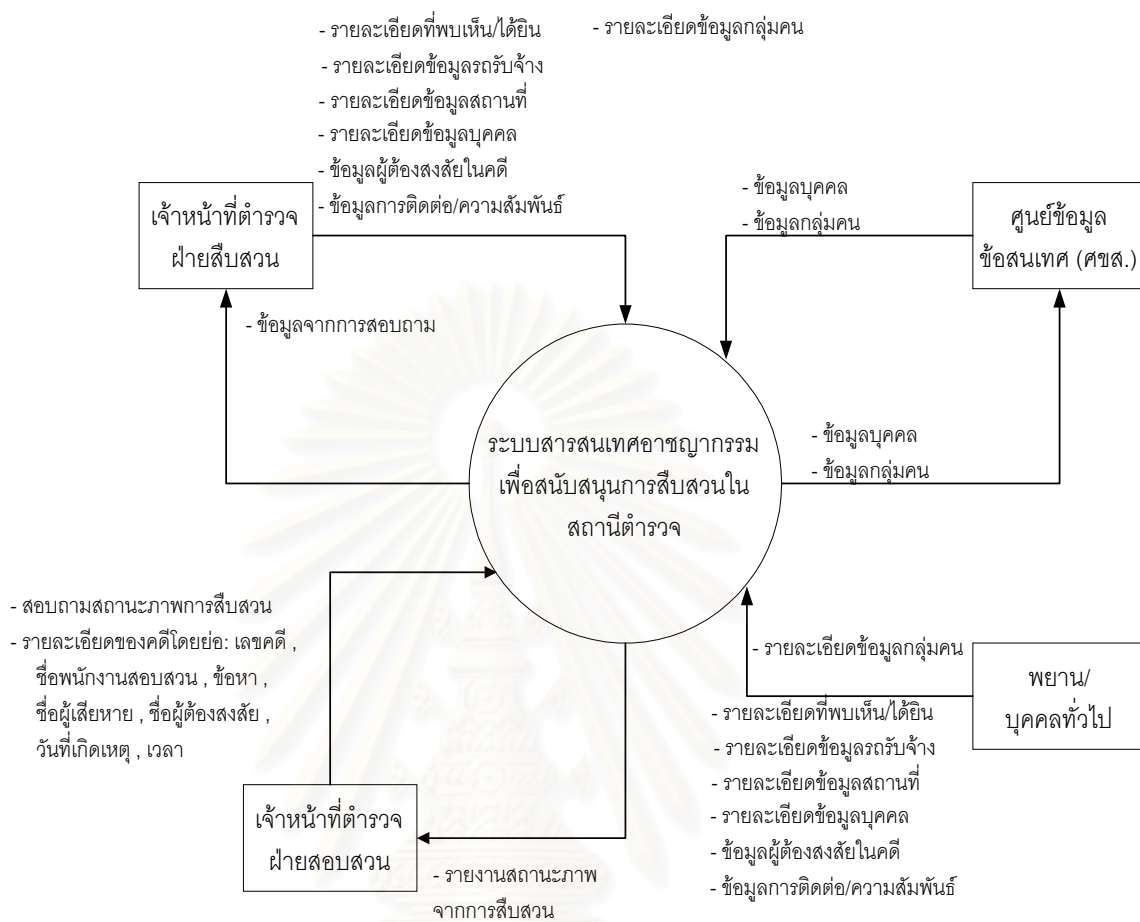 - รายละเอียดที่พบเห็น/ได้ยิน
- รายละเอียดข้อมูลกลุ่มคน
- รายละเอียดข้อมูลรถรับจ้าง
- รายละเอียดข้อมูลสถานที่
- รายละเอียดข้อมูลบุคคล
- ข้อมูลผู้ต้องสงสัยในคดี
- ข้อมูลการติดต่อ/ความสัมพันธ์
เจ้าหน้าที่ตำรวจ
ฝ่ายสืบสวน
- ข้อมูลบุคคล
- ข้อมูลกลุ่มคน
ศูนย์ข้อมูล
ข้อสนเทศ (ศขส.)
- ข้อมูลจากการสอบถาม
ระบบสารสนเทศอาชญากรรม
เพื่อสนับสนุนการสืบสวนใน
สถานีตำรวจ
- ข้อมูลบุคคล
- ข้อมูลกลุ่มคน
- สอบถามสถานะภาพการสืบสวน
- รายละเอียดของคดีโดยย่อ: เลขคดี ,
ชื่อพนักงานสอบสวน , ข้อหา ,
ชื่อผู้เสียหาย , ชื่อผู้ต้องสงสัย ,
วันที่เกิดเหตุ , เวลา
- รายละเอียดข้อมูลกลุ่มคน
พยาน/
บุคคลทั่วไป
- รายละเอียดที่พบเห็น/ได้ยิน
- รายละเอียดข้อมูลรถรับจ้าง
- รายละเอียดข้อมูลสถานที่
- รายละเอียดข้อมูลบุคคล
- ข้อมูลผู้ต้องสงสัยในคดี
- ข้อมูลการติดต่อ/ความสัมพันธ์
เจ้าหน้าที่ตำรวจ
ฝ่ายสอบสวน
- รายงานสถานะภาพ
จากการสืบสวน